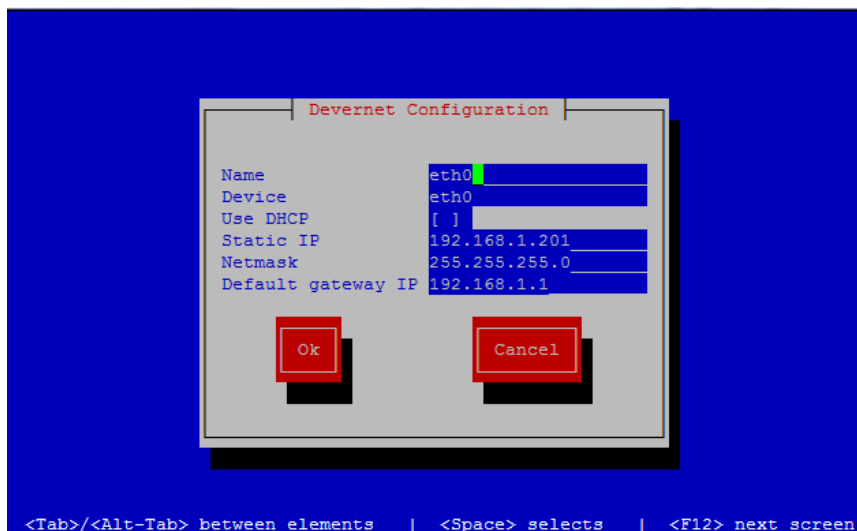 Devernet Configuration
Name eth0
Device eth0
Use DHCP [ ]
Static IP 192.168.1.201
Netmask 255.255.255.0
Default gateway IP 192.168.1.1
Ok Cancel
<Tab>/<Alt-Tab> between elements | <Space> selects | <F12> next screen